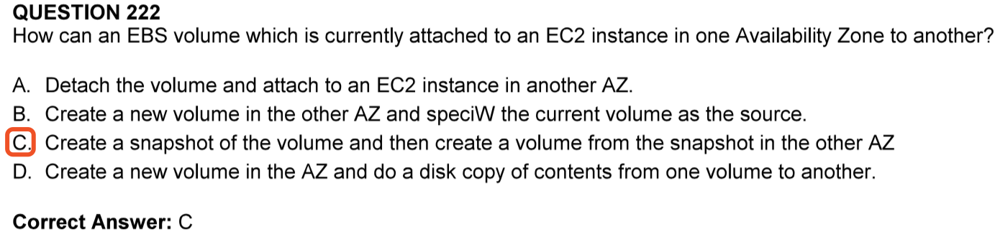 QUESTION 222
How can an EBS volume which is currently attached to an EC2 instance in one Availability Zone to another?
A. Detach the volume and attach to an EC2 instance in another AZ.
B. Create a new volume in the other AZ and speciW the current volume as the source.
C. Create a snapshot of the volume and then create a volume from the snapshot in the other AZ
D. Create a new volume in the AZ and do a disk copy of contents from one volume to another.
Correct Answer: C